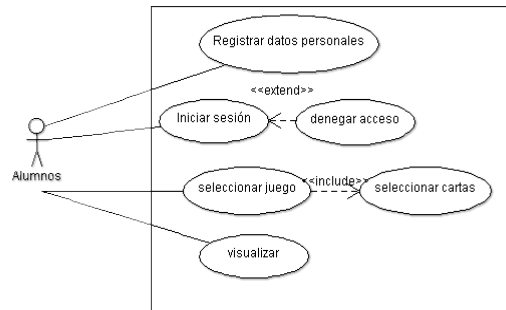 Registrar datos personales
<<extend>>
Iniciar sesión
denegar acceso
Alumnos
seleccionar juego
<<include>>
seleccionar cartas
visualizar